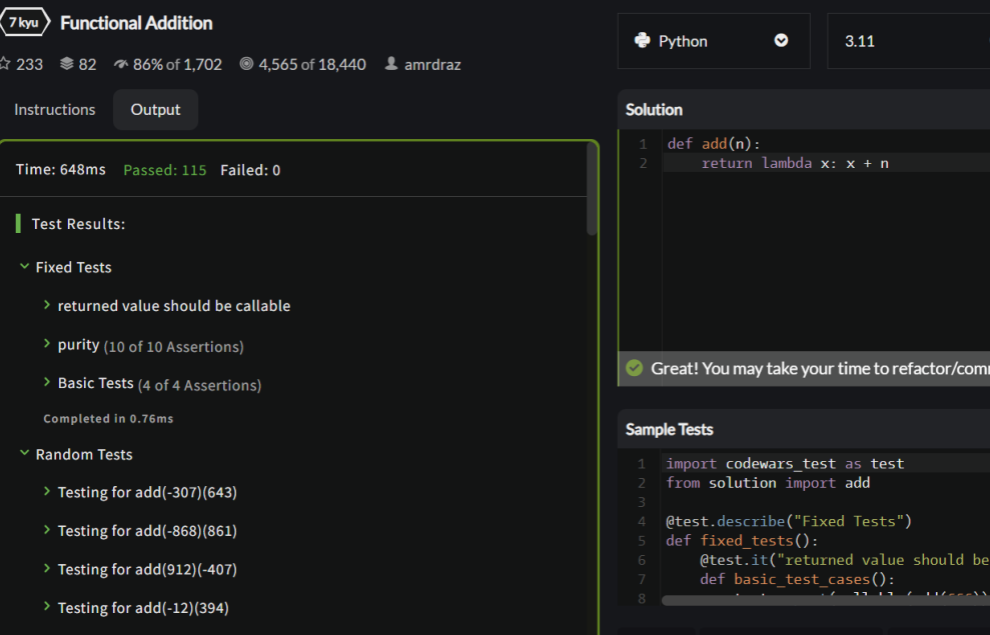 7 kyu Functional Addition
233 82 86% of 1,702 4,565 of 18,440 amrdraz
Instructions Output
Time: 648ms Passed: 115 Failed: 0
Test Results:
Fixed Tests
returned value should be callable
purity (10 of 10 Assertions)
Basic Tests (4 of 4 Assertions)
Completed in 0.76ms
Random Tests
Testing for add(-307)(643)
Testing for add(-868)(861)
Testing for add(912)(-407)
Testing for add(-12)(394)
Python 3.11
Solution
1 def add(n):
2     return lambda x: x + n
Great! You may take your time to refactor/com
Sample Tests
1 import codewars_test as test
2 from solution import add
3
4 @test.describe("Fixed Tests")
5 def fixed_tests():
6     @test.it("returned value should be
7     def basic_test_cases():
8